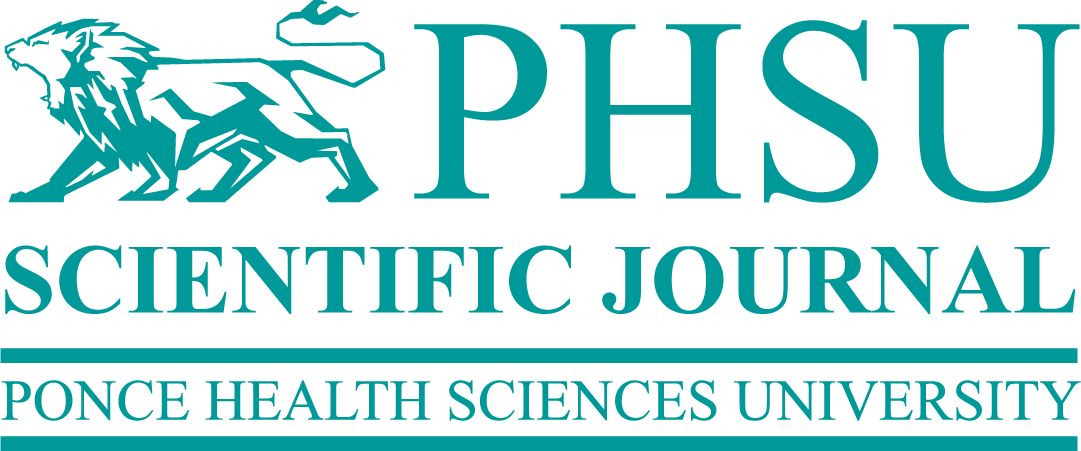 PHSU
SCIENTIFIC JOURNAL
PONCE HEALTH SCIENCES UNIVERSITY